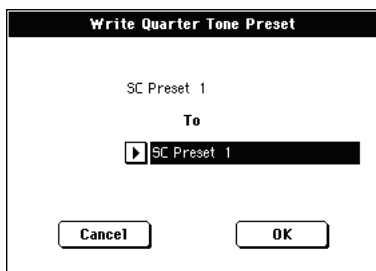 Write Quarter Tone Preset
SC Preset 1
To
SC Preset 1
Cancel OK